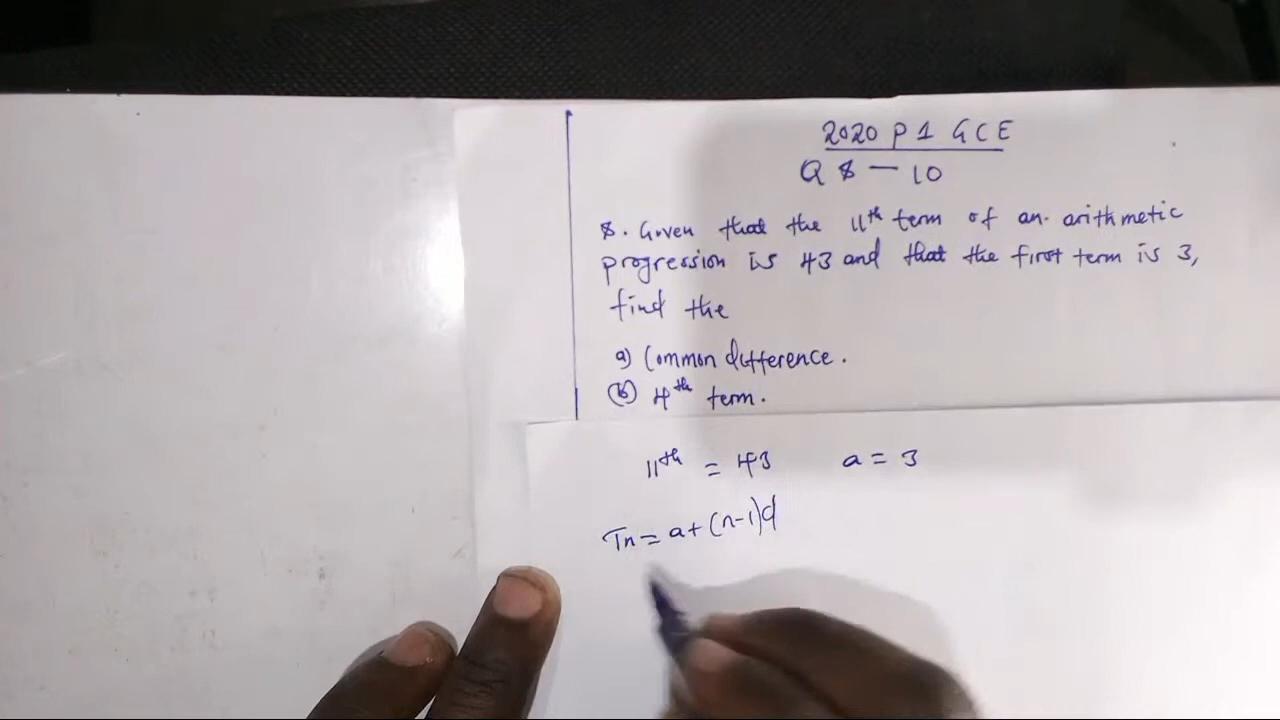 2020 P1 GCE
Q 8 – 10
8. Given that the 11th term of an. arithmetic
progression is 43 and that the first term is 3,
find the
a) Common difference.
(b) 4th term.
11th = 43 a = 3
Tn = a + (n-1)d